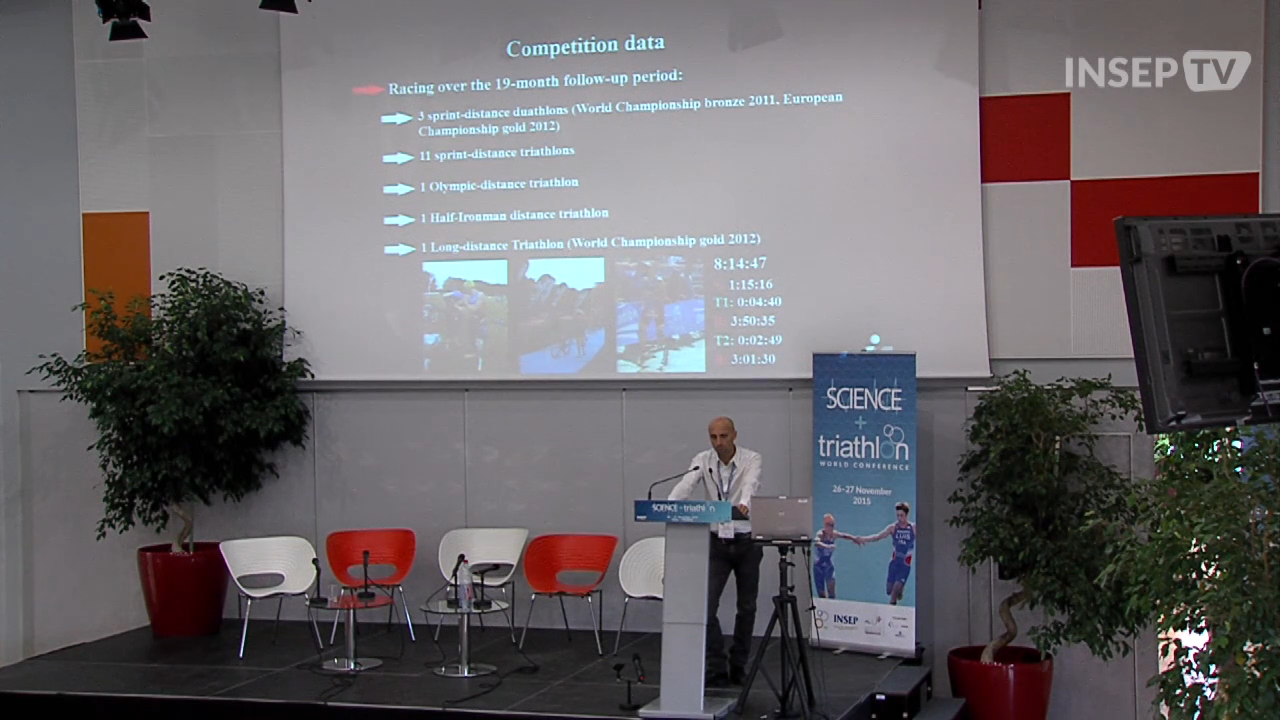 Competition data
INSEP TV
Racing over the 19-month follow-up period:
3 sprint-distance duathlons (World Championship bronze 2011, European
Championship gold 2012)
11 sprint-distance triathlons
1 Olympic-distance triathlon
1 Half-Ironman distance triathlon
1 Long-distance Triathlon (World Championship gold 2012)
8:14:47
1:15:16
T1: 0:04:40
3:50:35
T2: 0:02:49
3:01:30
SCIENCE
+
triathlon
WORLD CONFERENCE
26-27 November
2015
SCIENCE + triathlon
LUIS
INSEP